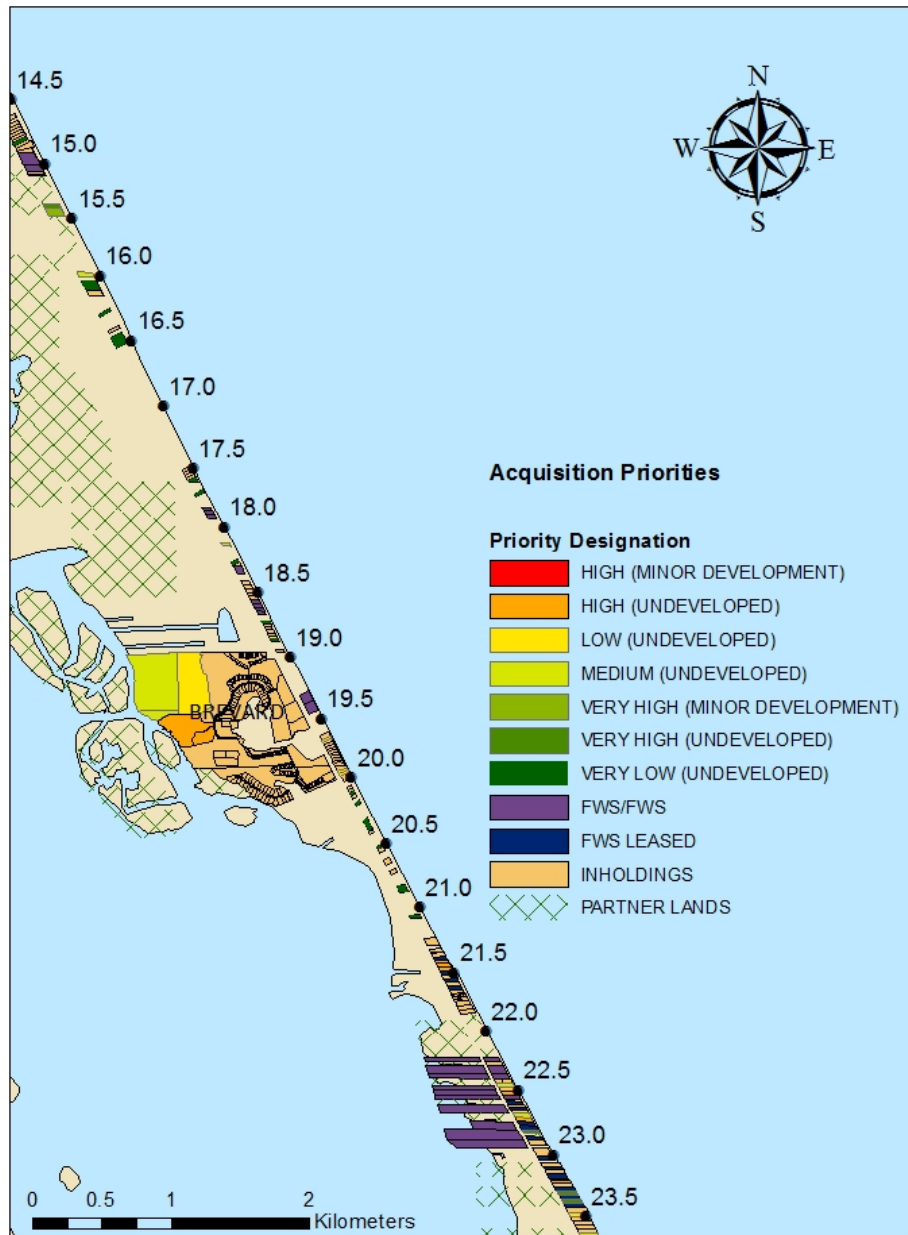 N
W E
S
14.5
15.0
15.5
16.0
16.5
17.0
17.5
18.0
18.5
19.0
19.5
20.0
20.5
21.0
21.5
22.0
22.5
23.0
23.5
BREVARD
Acquisition Priorities
Priority Designation
HIGH (MINOR DEVELOPMENT)
HIGH (UNDEVELOPED)
LOW (UNDEVELOPED)
MEDIUM (UNDEVELOPED)
VERY HIGH (MINOR DEVELOPMENT)
VERY HIGH (UNDEVELOPED)
VERY LOW (UNDEVELOPED)
FWS/FWS
FWS LEASED
INHOLDINGS
PARTNER LANDS
0 0.5 1 2
Kilometers